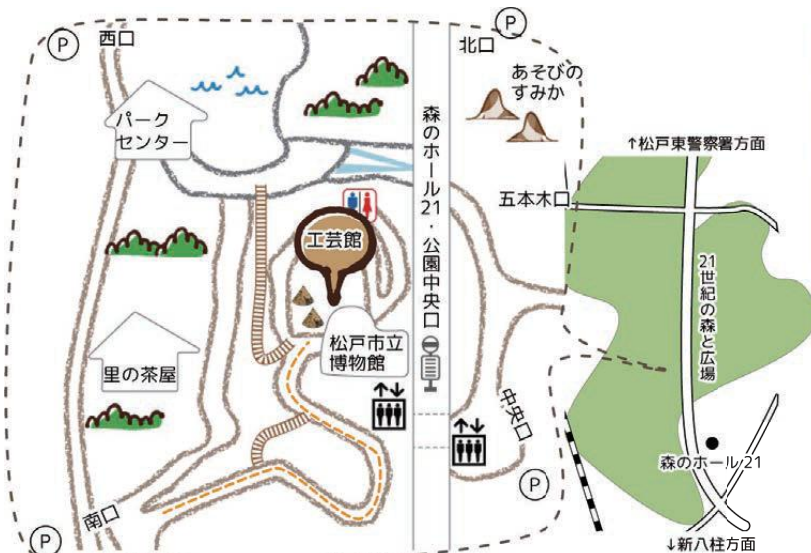 P
西口
P
北口
あそびの
すみか
パーク
センター
森のホール21・公園中央口
↑松戸東警察署方面
五本木口
工芸館
21世紀の森と広場
松戸市立
博物館
里の茶屋
中央口
森のホール21
南口
P
P
↓新八柱方面